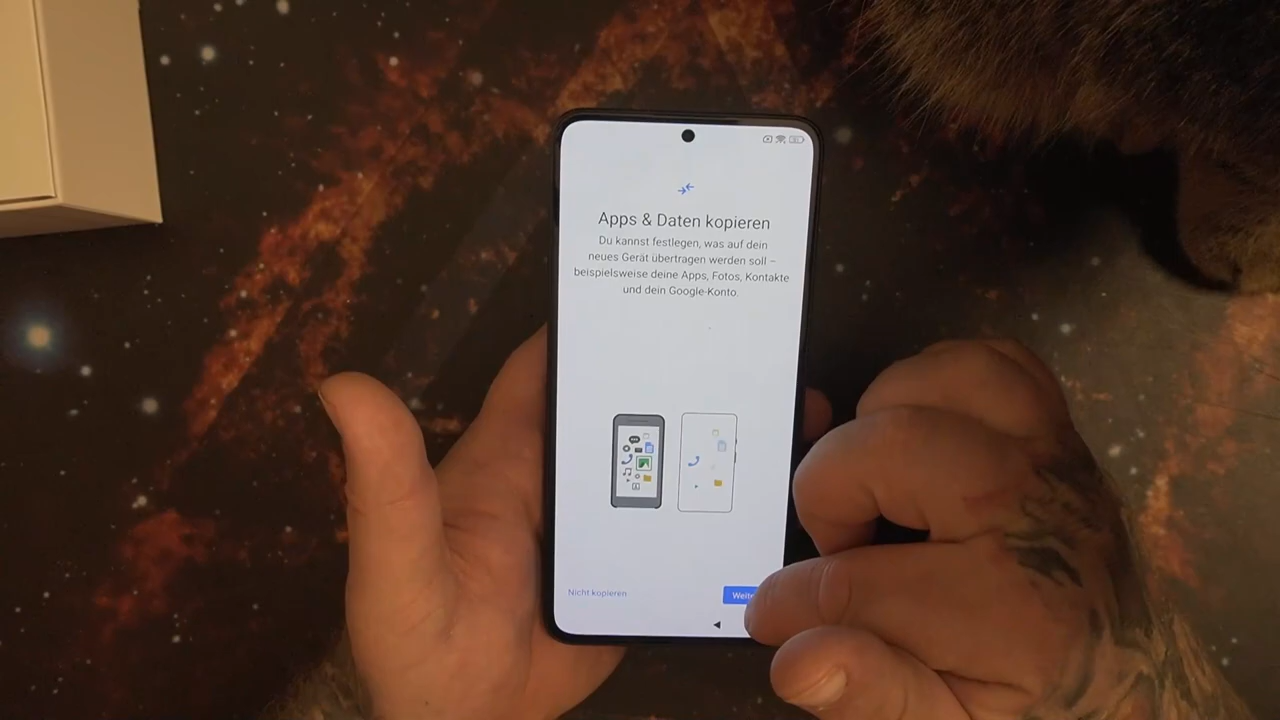 Apps & Daten kopieren
Du kannst festlegen, was auf dein
neues Gerät übertragen werden soll –
beispielsweise deine Apps, Fotos, Kontakte
und dein Google-Konto.
Nicht kopieren
Weite